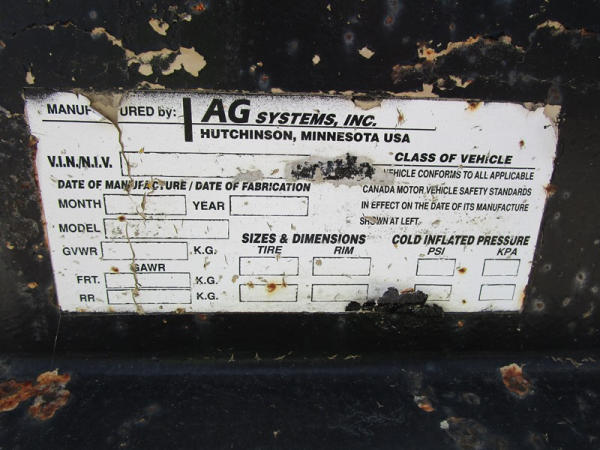 MANUF URED by: AG SYSTEMS, INC.
HUTCHINSON, MINNESOTA USA
V.I.N./N.I.V. CLASS OF VEHICLE
VEHICLE CONFORMS TO ALL APPLICABLE
CANADA MOTOR VEHICLE SAFETY STANDARDS
IN EFFECT ON THE DATE OF ITS MANUFACTURE
SHOWN AT LEFT.
DATE OF MANUFACTURE / DATE OF FABRICATION
MONTH YEAR
MODEL
GVWR K.G.
GAWR
FRT. K.G.
RR K.G.
SIZES & DIMENSIONS
TIRE RIM
COLD INFLATED PRESSURE
PSI KPA